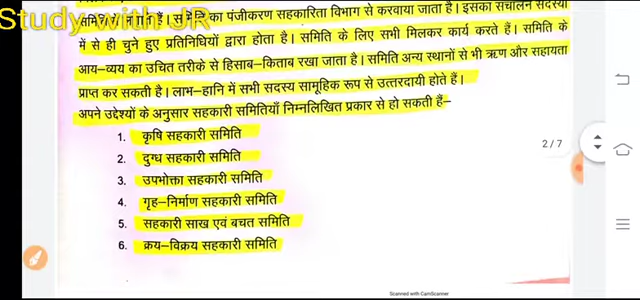 Study with JR
समिति का पंजीकरण सहकारिता विभाग से करवाया जाता है। इसका संचालन सदस्यों
में से ही चुने हुए प्रतिनिधियों द्वारा होता है। समिति के लिए सभी मिलकर कार्य करते हैं। समिति के
आय–व्यय का उचित तरीके से हिसाब–किताब रखा जाता है। समिति अन्य स्थानों से भी ऋण और सहायता
प्राप्त कर सकती है। लाभ–हानि में सभी सदस्य सामूहिक रूप से उत्तरदायी होते हैं।
अपने उद्देश्यों के अनुसार सहकारी समितियाँ निम्नलिखित प्रकार से हो सकती हैं–
1. कृषि सहकारी समिति
2. दुग्ध सहकारी समिति
2/7
3. उपभोक्ता सहकारी समिति
4. गृह–निर्माण सहकारी समिति
5. सहकारी साख एवं बचत समिति
6. क्रय–विक्रय सहकारी समिति
Scanned with CamScanner